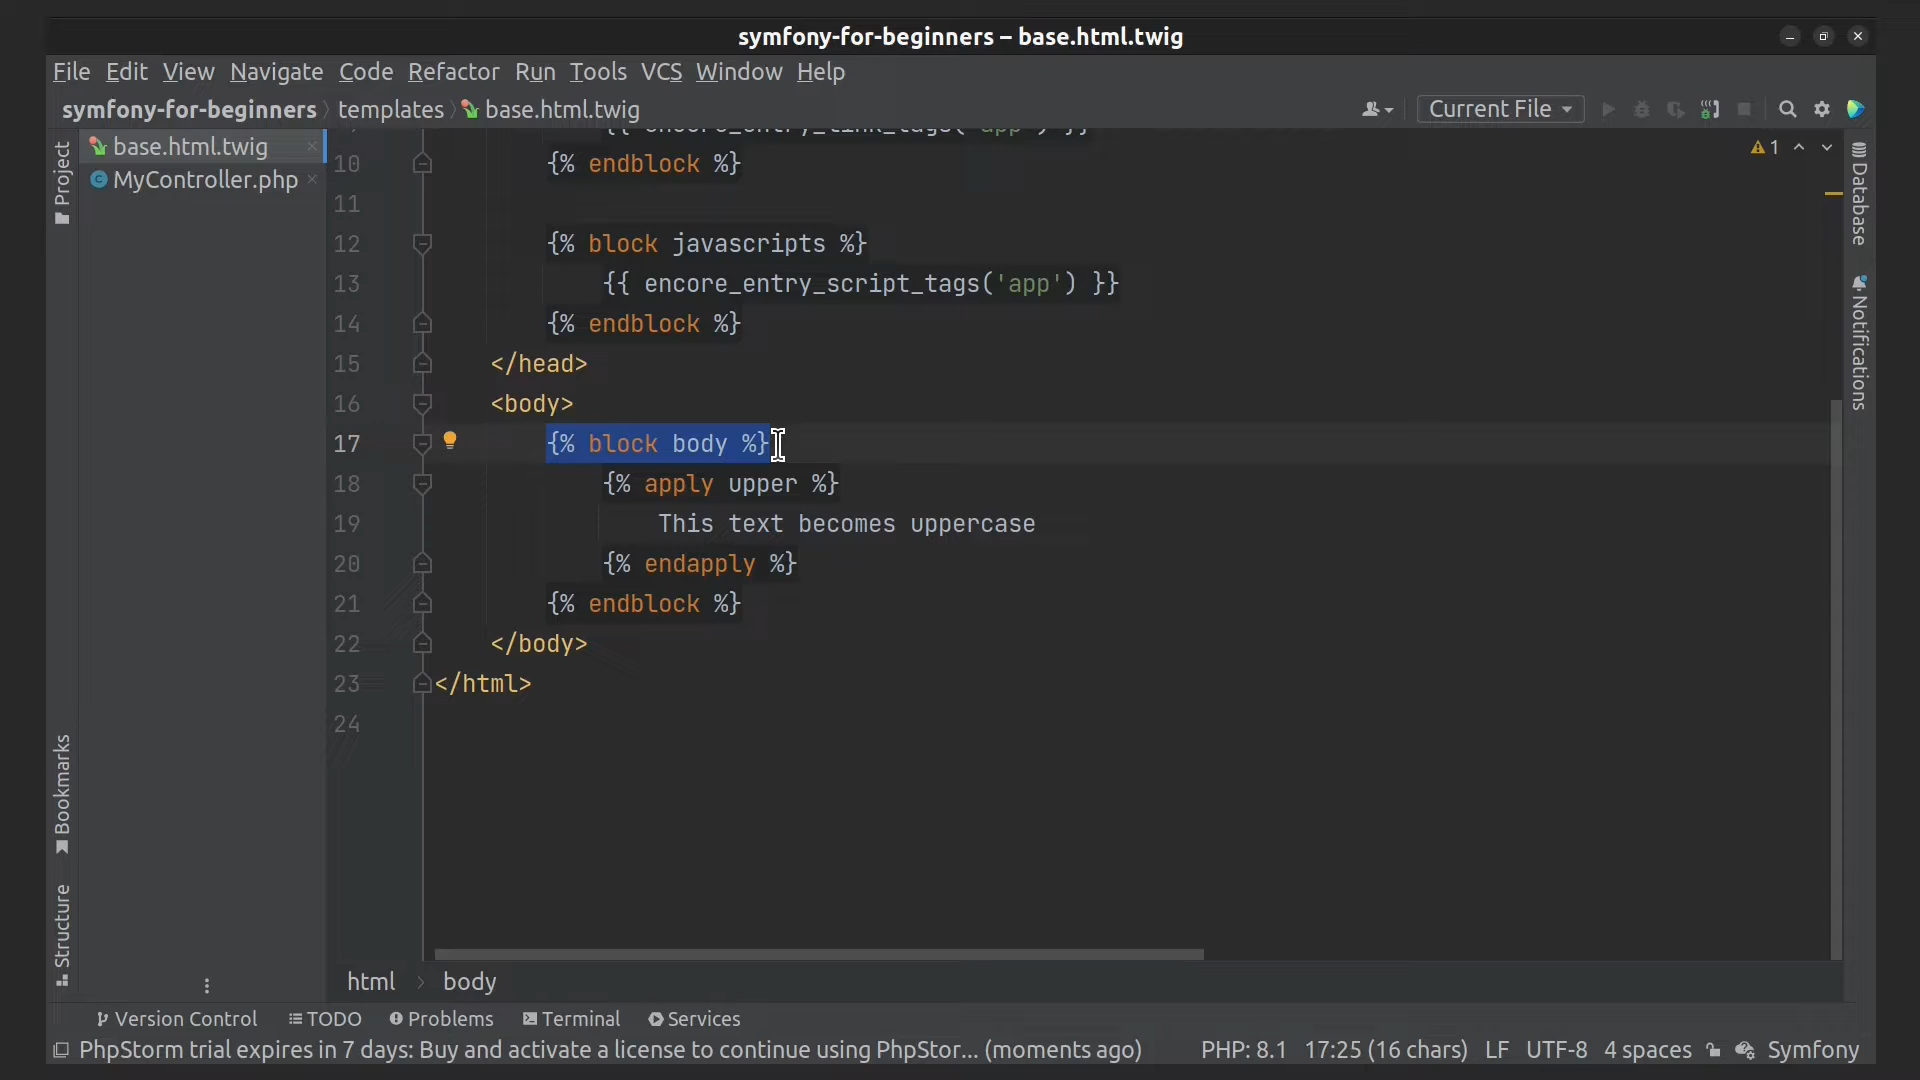 symfony-for-beginners – base.html.twig
File Edit View Navigate Code Refactor Run Tools VCS Window Help
symfony-for-beginners templates base.html.twig
Current File
Project
base.html.twig
MyController.php
1
10 {% endblock %}
11
12 {% block javascripts %}
13 {{ encore_entry_script_tags('app') }}
14 {% endblock %}
15 </head>
16 <body>
17 {% block body %}
18 {% apply upper %}
19 This text becomes uppercase
20 {% endapply %}
21 {% endblock %}
22 </body>
23 </html>
24
Database
Notifications
Bookmarks
Structure
html body
Version Control TODO Problems Terminal Services
PhpStorm trial expires in 7 days: Buy and activate a license to continue using PhpStor... (moments ago) PHP: 8.1 17:25 (16 chars) LF UTF-8 4 spaces Symfony